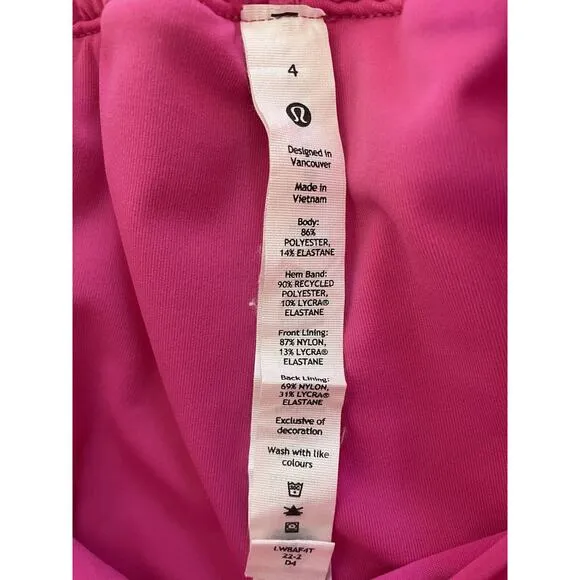 4
Designed in
Vancouver
Made in
Vietnam
Body:
86%
POLYESTER,
14% ELASTANE
Hem Band:
90% RECYCLED
POLYESTER,
10% LYCRA®
ELASTANE
Front Lining:
87% NYLON,
13% LYCRA®
ELASTANE
Back Lining:
69% NYLON,
31% LYCRA®
ELASTANE
Exclusive of
decoration
Wash with like
colours
LW8AF4T
22-2
D4